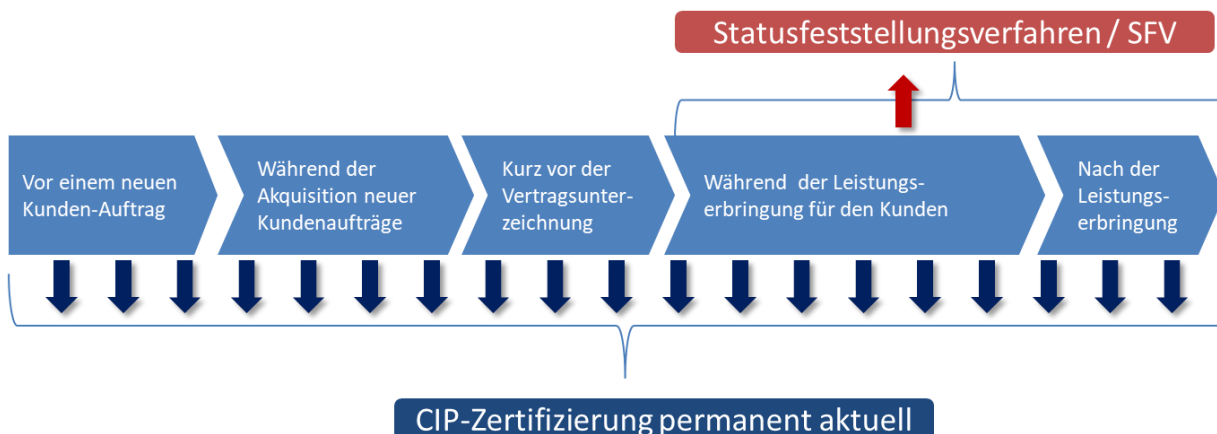 Statusfeststellungsverfahren / SFV
Vor einem neuen
Kunden-Auftrag
Während der
Akquisition neuer
Kundenaufträge
Kurz vor der
Vertragsunter-
zeichnung
Während der Leistungs-
erbringung für den Kunden
Nach der
Leistungs-
erbringung
CIP-Zertifizierung permanent aktuell